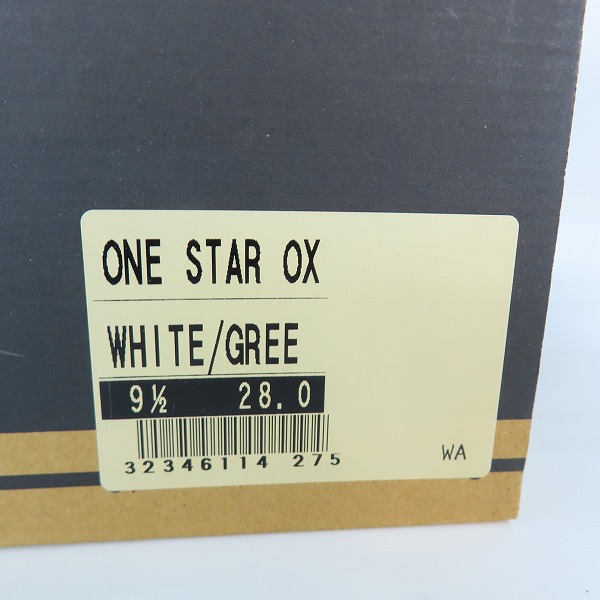 ONE STAR OX
WHITE/GREE
9½ 28.0
32346114 275
WA